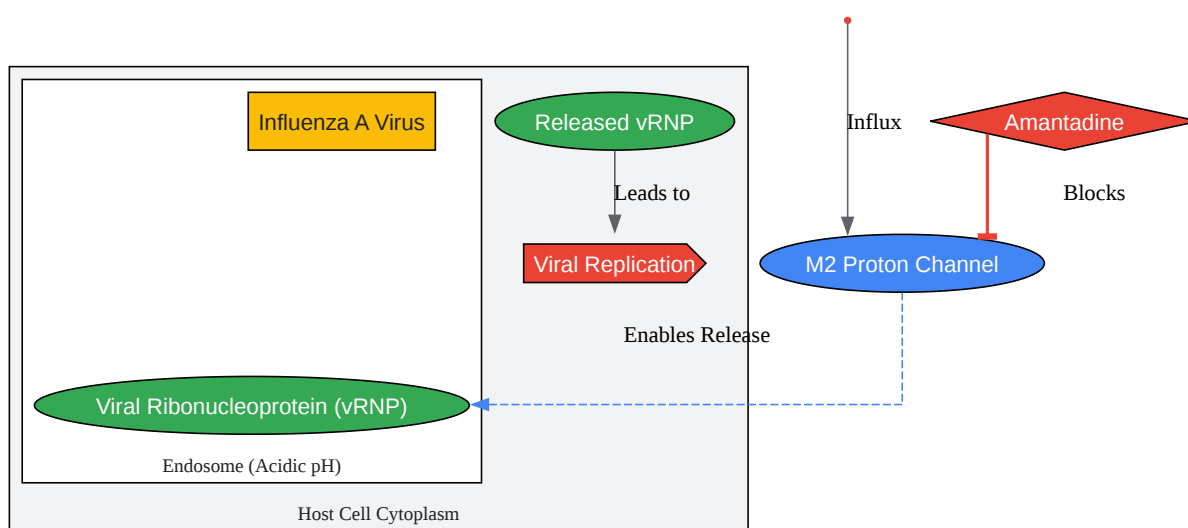 Influenza A Virus
Released vRNP
Influx
Amantadine
Leads to
Blocks
Viral Replication
M2 Proton Channel
Enables Release
Viral Ribonucleoprotein (vRNP)
Endosome (Acidic pH)
Host Cell Cytoplasm